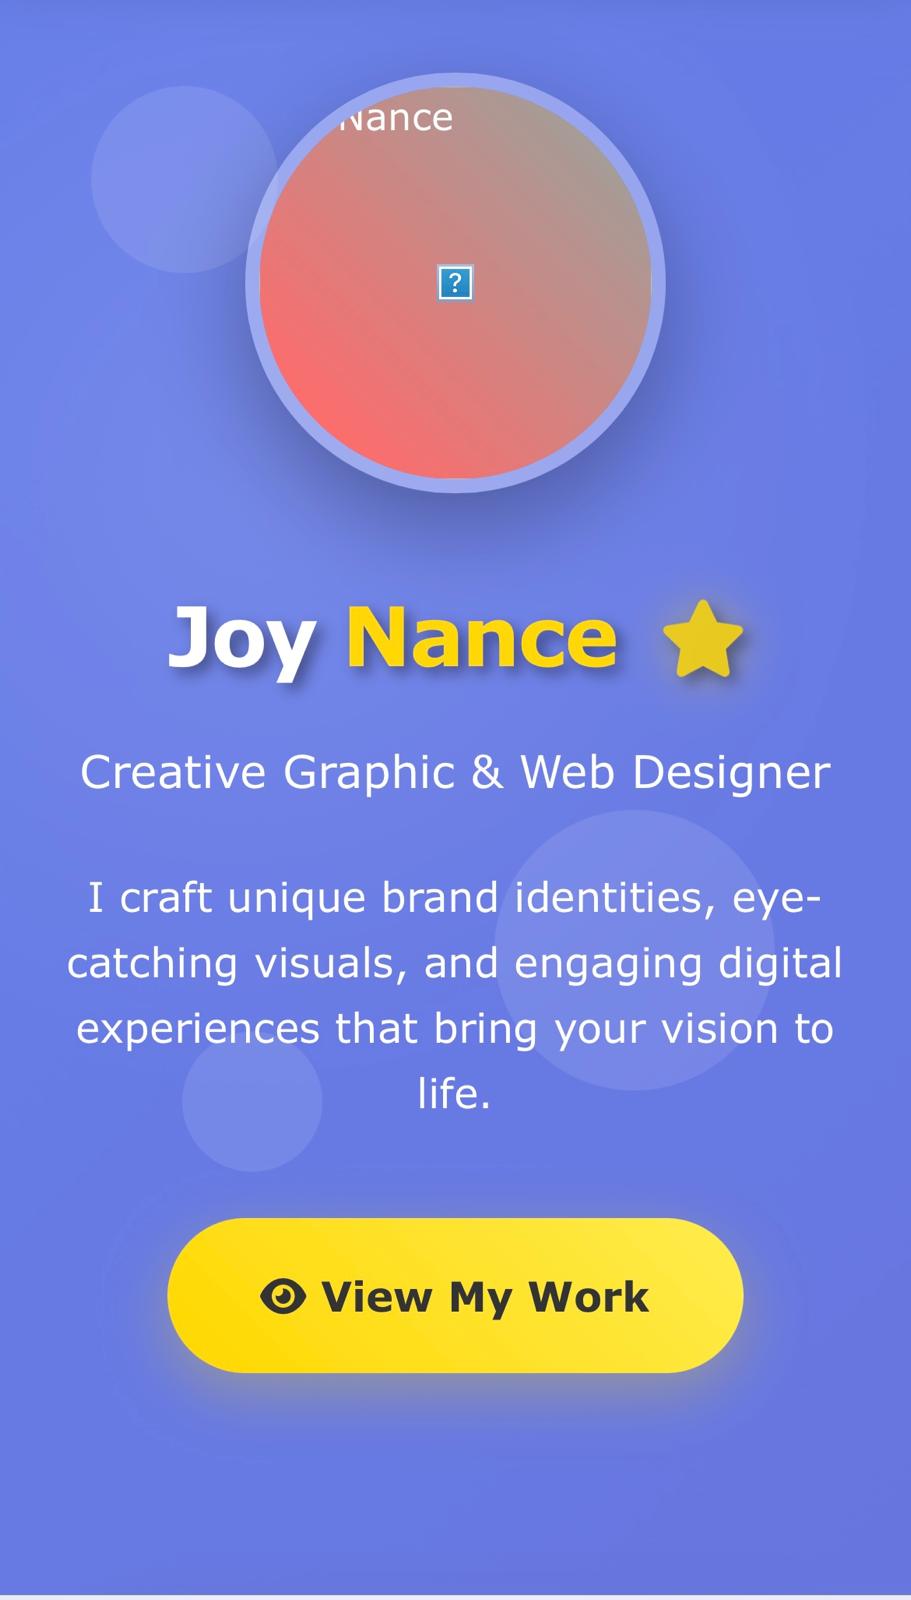 Nance
?
Joy Nance
Creative Graphic & Web Designer
I craft unique brand identities, eye-
catching visuals, and engaging digital
experiences that bring your vision to
life.
View My Work